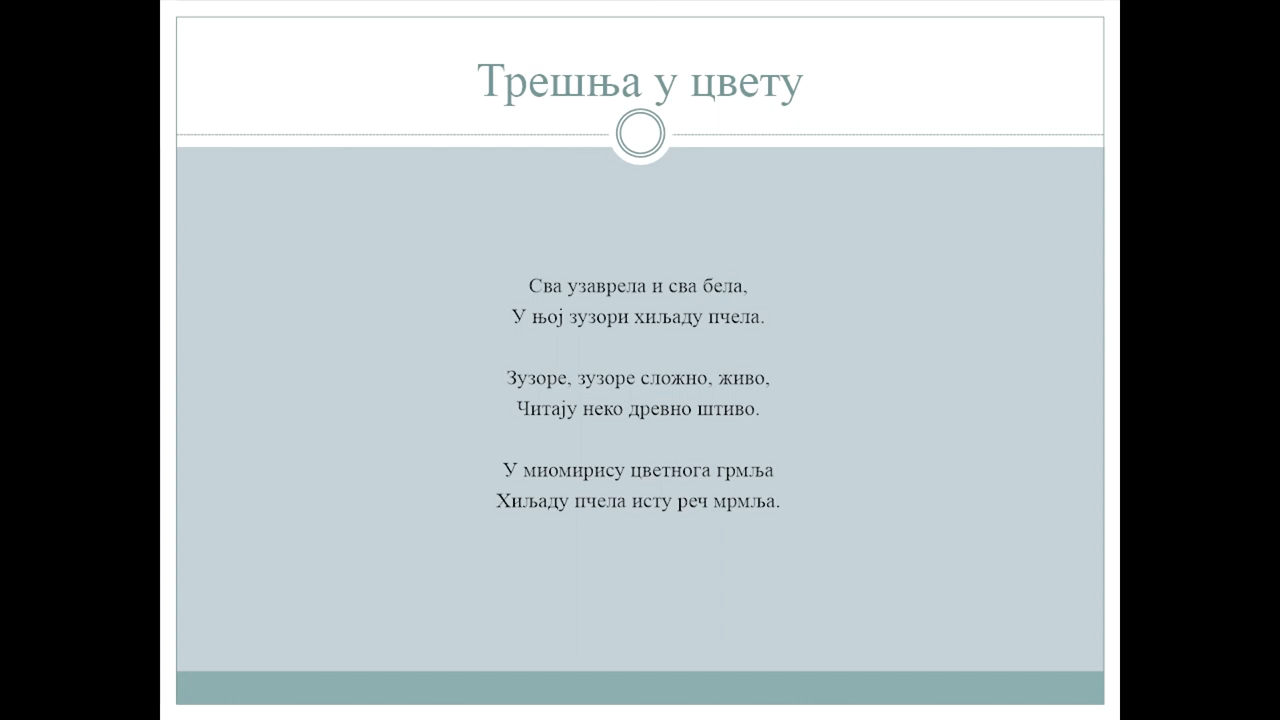 Трешња у цвету
Сва узаврела и сва бела,
У њој зузори хиљаду пчела.
Зузоре, зузоре сложно, живо,
Читају неко древно штиво.
У миомирису цветнога грмља
Хиљаду пчела исту реч мрмља.